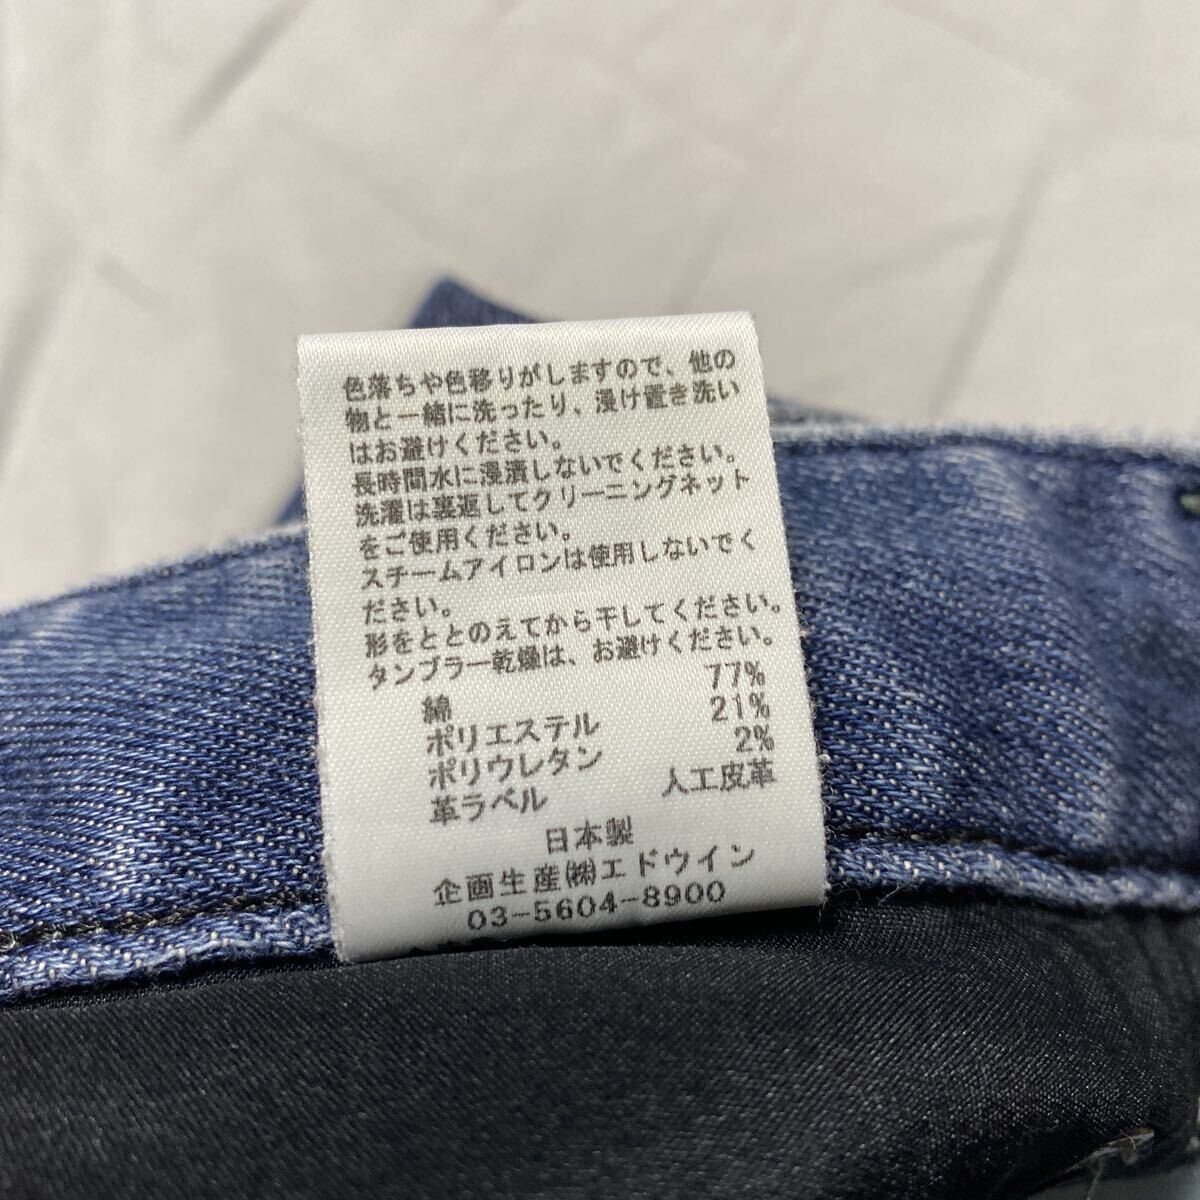 色落ちや色移りがしますので、他の
物と一緒に洗ったり、浸け置き洗い
はお避けください。
長時間水に浸漬しないでください。
洗濯は裏返してクリーニングネット
をご使用ください。
スチームアイロンは使用しないでく
ださい。
形をととのえてから干してください。
タンブラー乾燥は、お避けください。
綿 77%
ポリエステル 21%
ポリウレタン 2%
革ラベル 人工皮革
日本製
企画生産㈱エドウイン
03-5604-8900